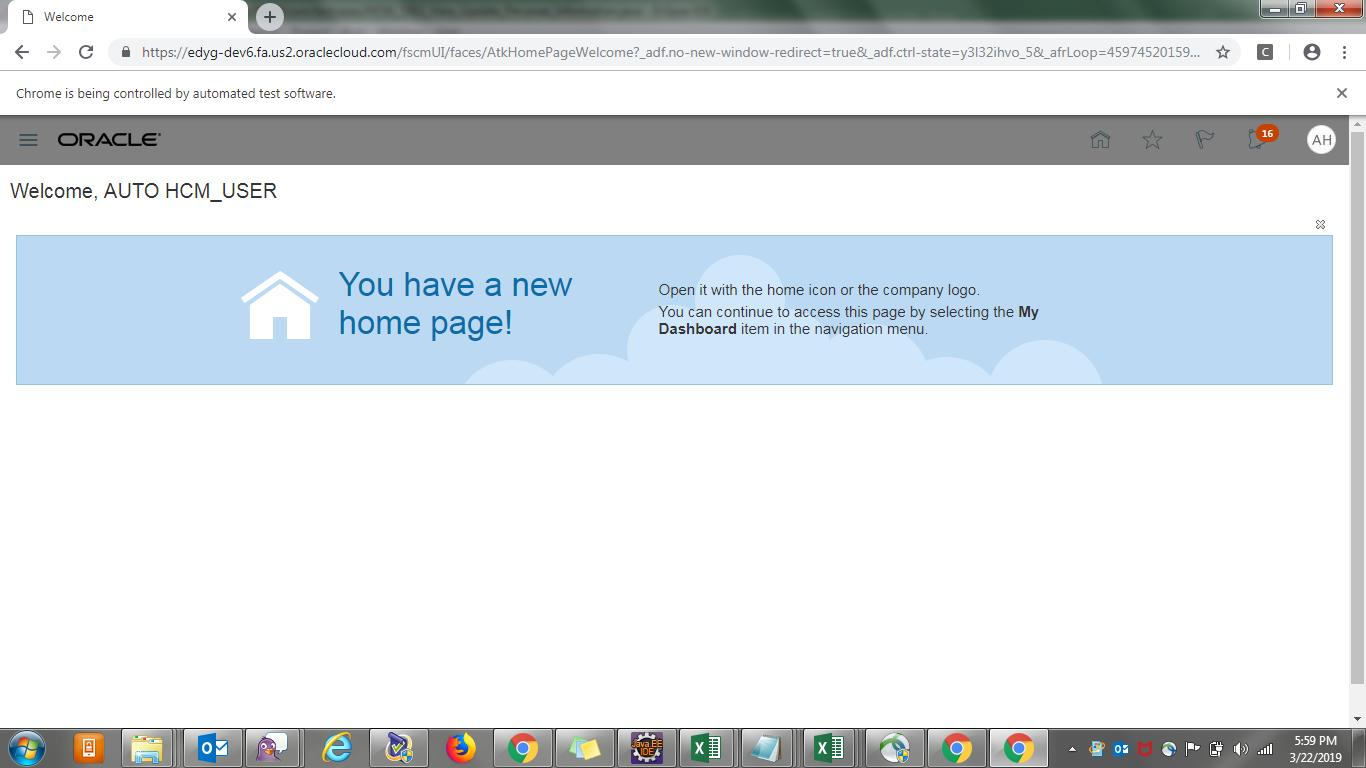 Welcome
https://edyg-dev6.fa.us2.oraclecloud.com/fscmUI/faces/AtkHomePageWelcome?_adf.no-new-window-redirect=true&_adf.ctrl-state=y3l32ihvo_5&_afrLoop=45974520159...
C
Chrome is being controlled by automated test software.
ORACLE
16
AH
Welcome, AUTO HCM_USER
You have a new
home page!
Open it with the home icon or the company logo.
You can continue to access this page by selecting the My
Dashboard item in the navigation menu.
Java EE
IDE
5:59 PM
3/22/2019